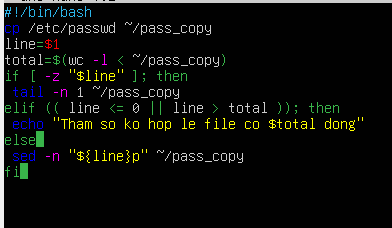 #!/bin/bash
cp /etc/passwd ~/pass_copy
line=$1
total=$(wc -l < ~/pass_copy)
if [ -z "$line" ]; then
 tail -n 1 ~/pass_copy
elif (( line <= 0 || line > total )); then
 echo "Tham so ko hop le file co $total dong"
else
 sed -n "${line}p" ~/pass_copy
fi